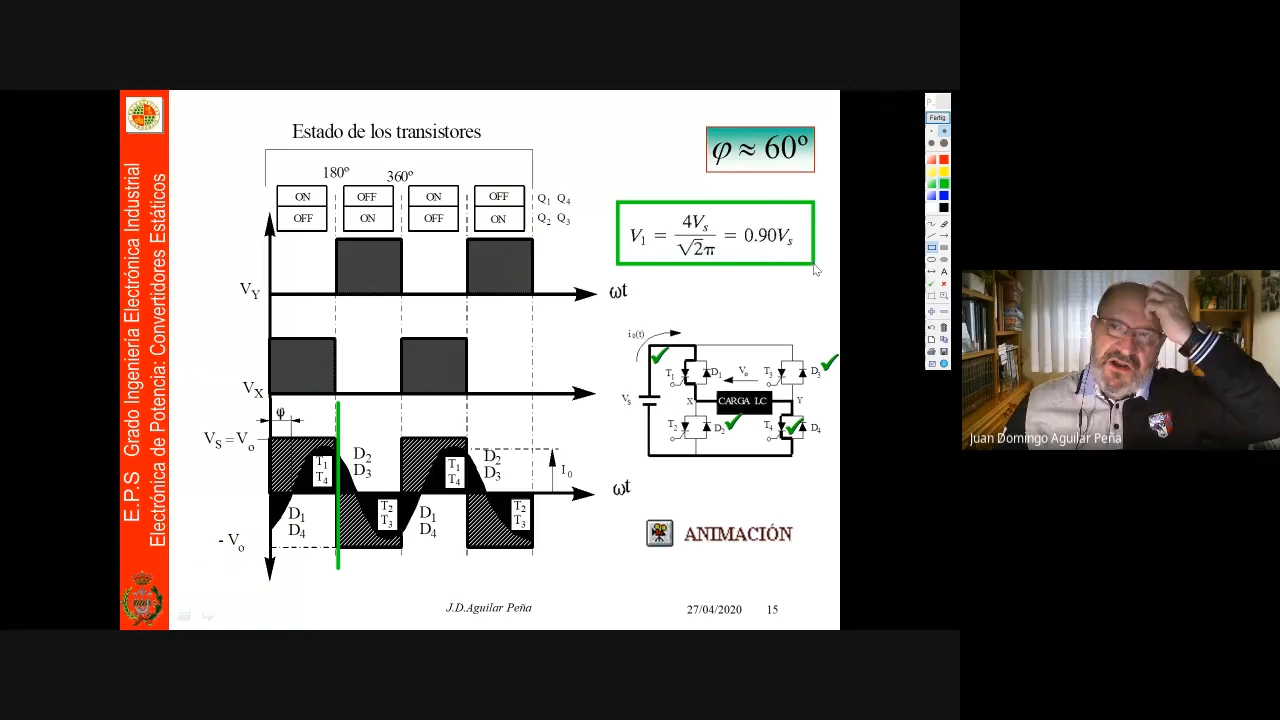 E.P.S Grado Ingeniería Electrónica Industrial
Electrónica de Potencia: Convertidores Estáticos
Estado de los transistores
180º 360º
ON OFF ON OFF Q1 Q4
OFF ON OFF ON Q2 Q3
VY
ωt
VX
φ
VS = Vo
T1 T4
D2 D3
T1 T4
D2 D3
I0
ωt
D1 D4
T2 T3
D1 D4
T2 T3
- Vo
φ ≈ 60º
V1 = 4Vs / √2π = 0.90Vs
i0(t)
T1 D1 Vo T3 D3
VS
X CARGA LC Y
T2 D2 T4 D4
ANIMACIÓN
J.D.Aguilar Peña
27/04/2020 15
P..
Fertig
A
Juan Domingo Aguilar Peña